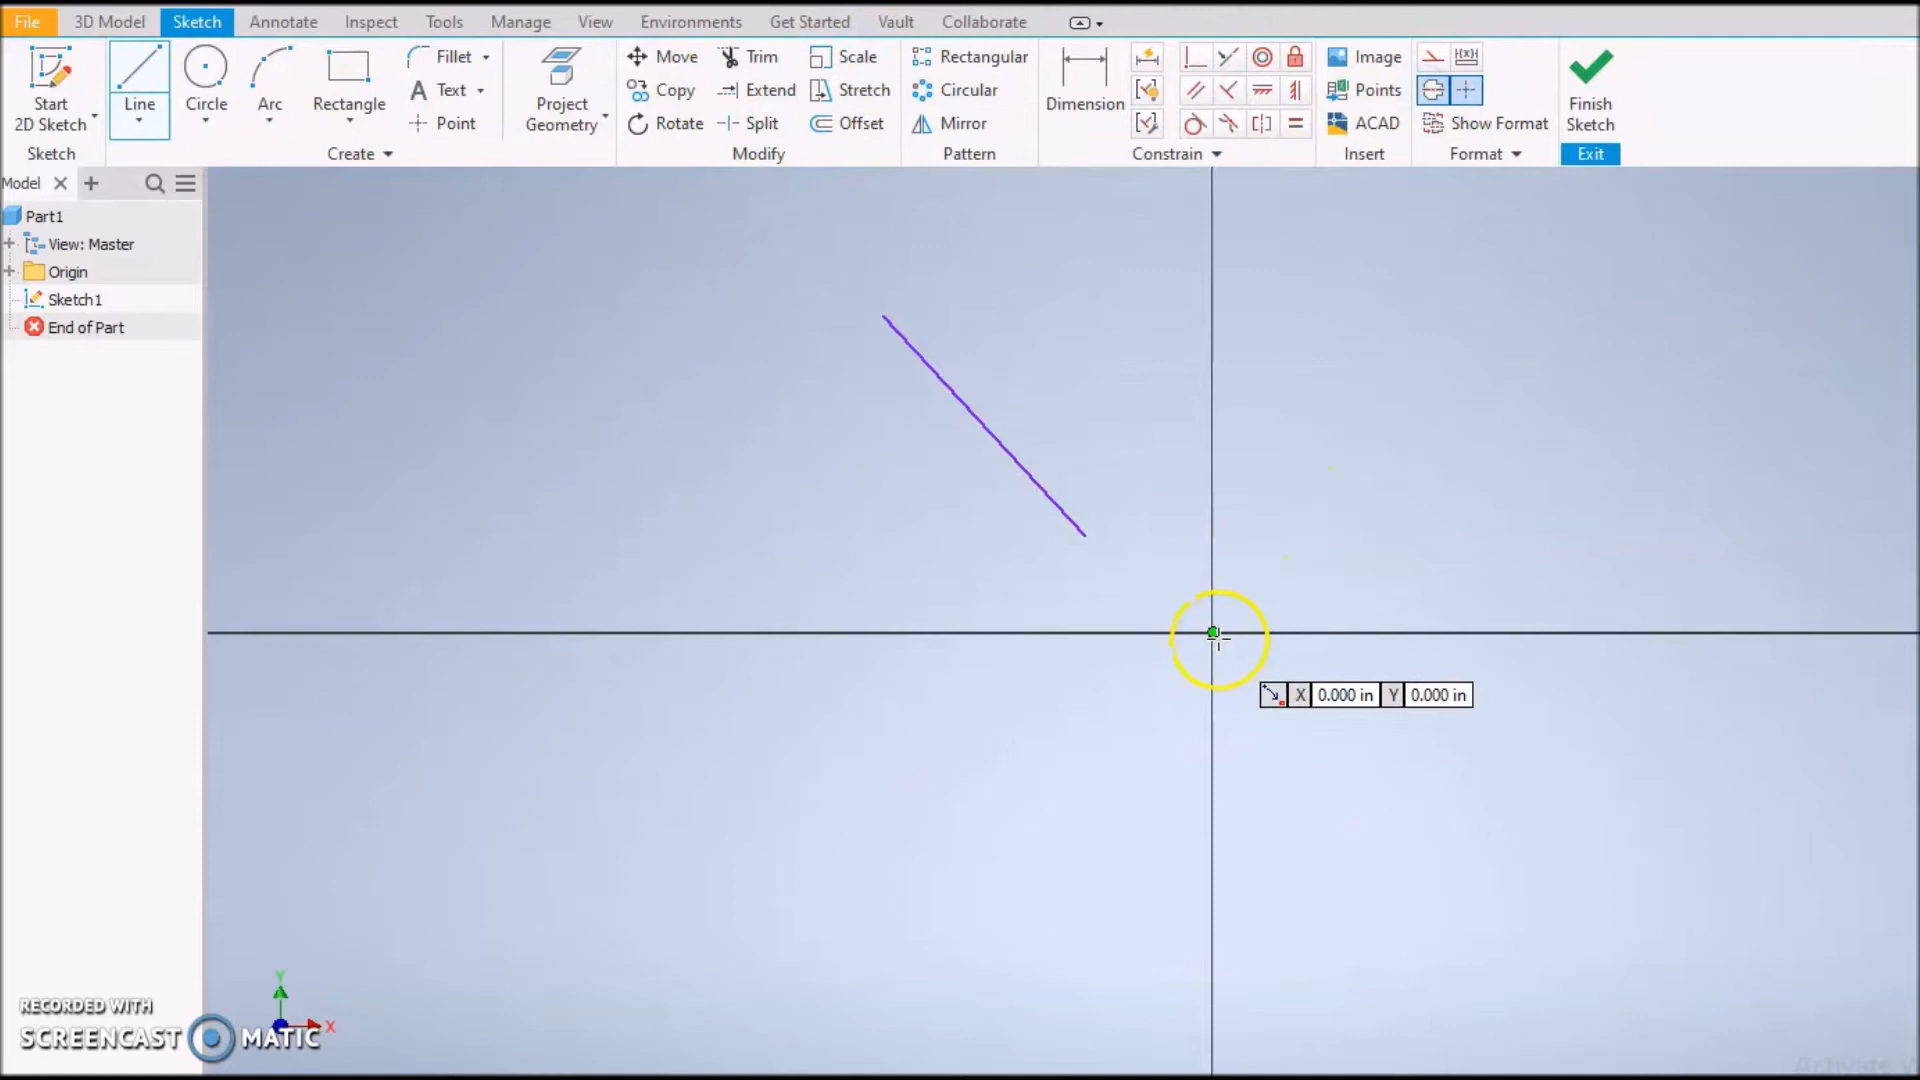 File 3D Model Sketch Annotate Inspect Tools Manage View Environments Get Started Vault Collaborate
Start
2D Sketch
Line
Circle
Arc
Rectangle
Fillet
Text
Point
Project
Geometry
Move
Copy
Rotate
Trim
Extend
Split
Scale
Stretch
Offset
Rectangular
Circular
Mirror
Dimension
Image
Points
ACAD
Show Format
Finish
Sketch
Sketch Create Modify Pattern Constrain Insert Format Exit
Model
Part1
View: Master
Origin
Sketch1
End of Part
X 0.000 in Y 0.000 in
Y
X
RECORDED WITH
SCREENCAST MATIC